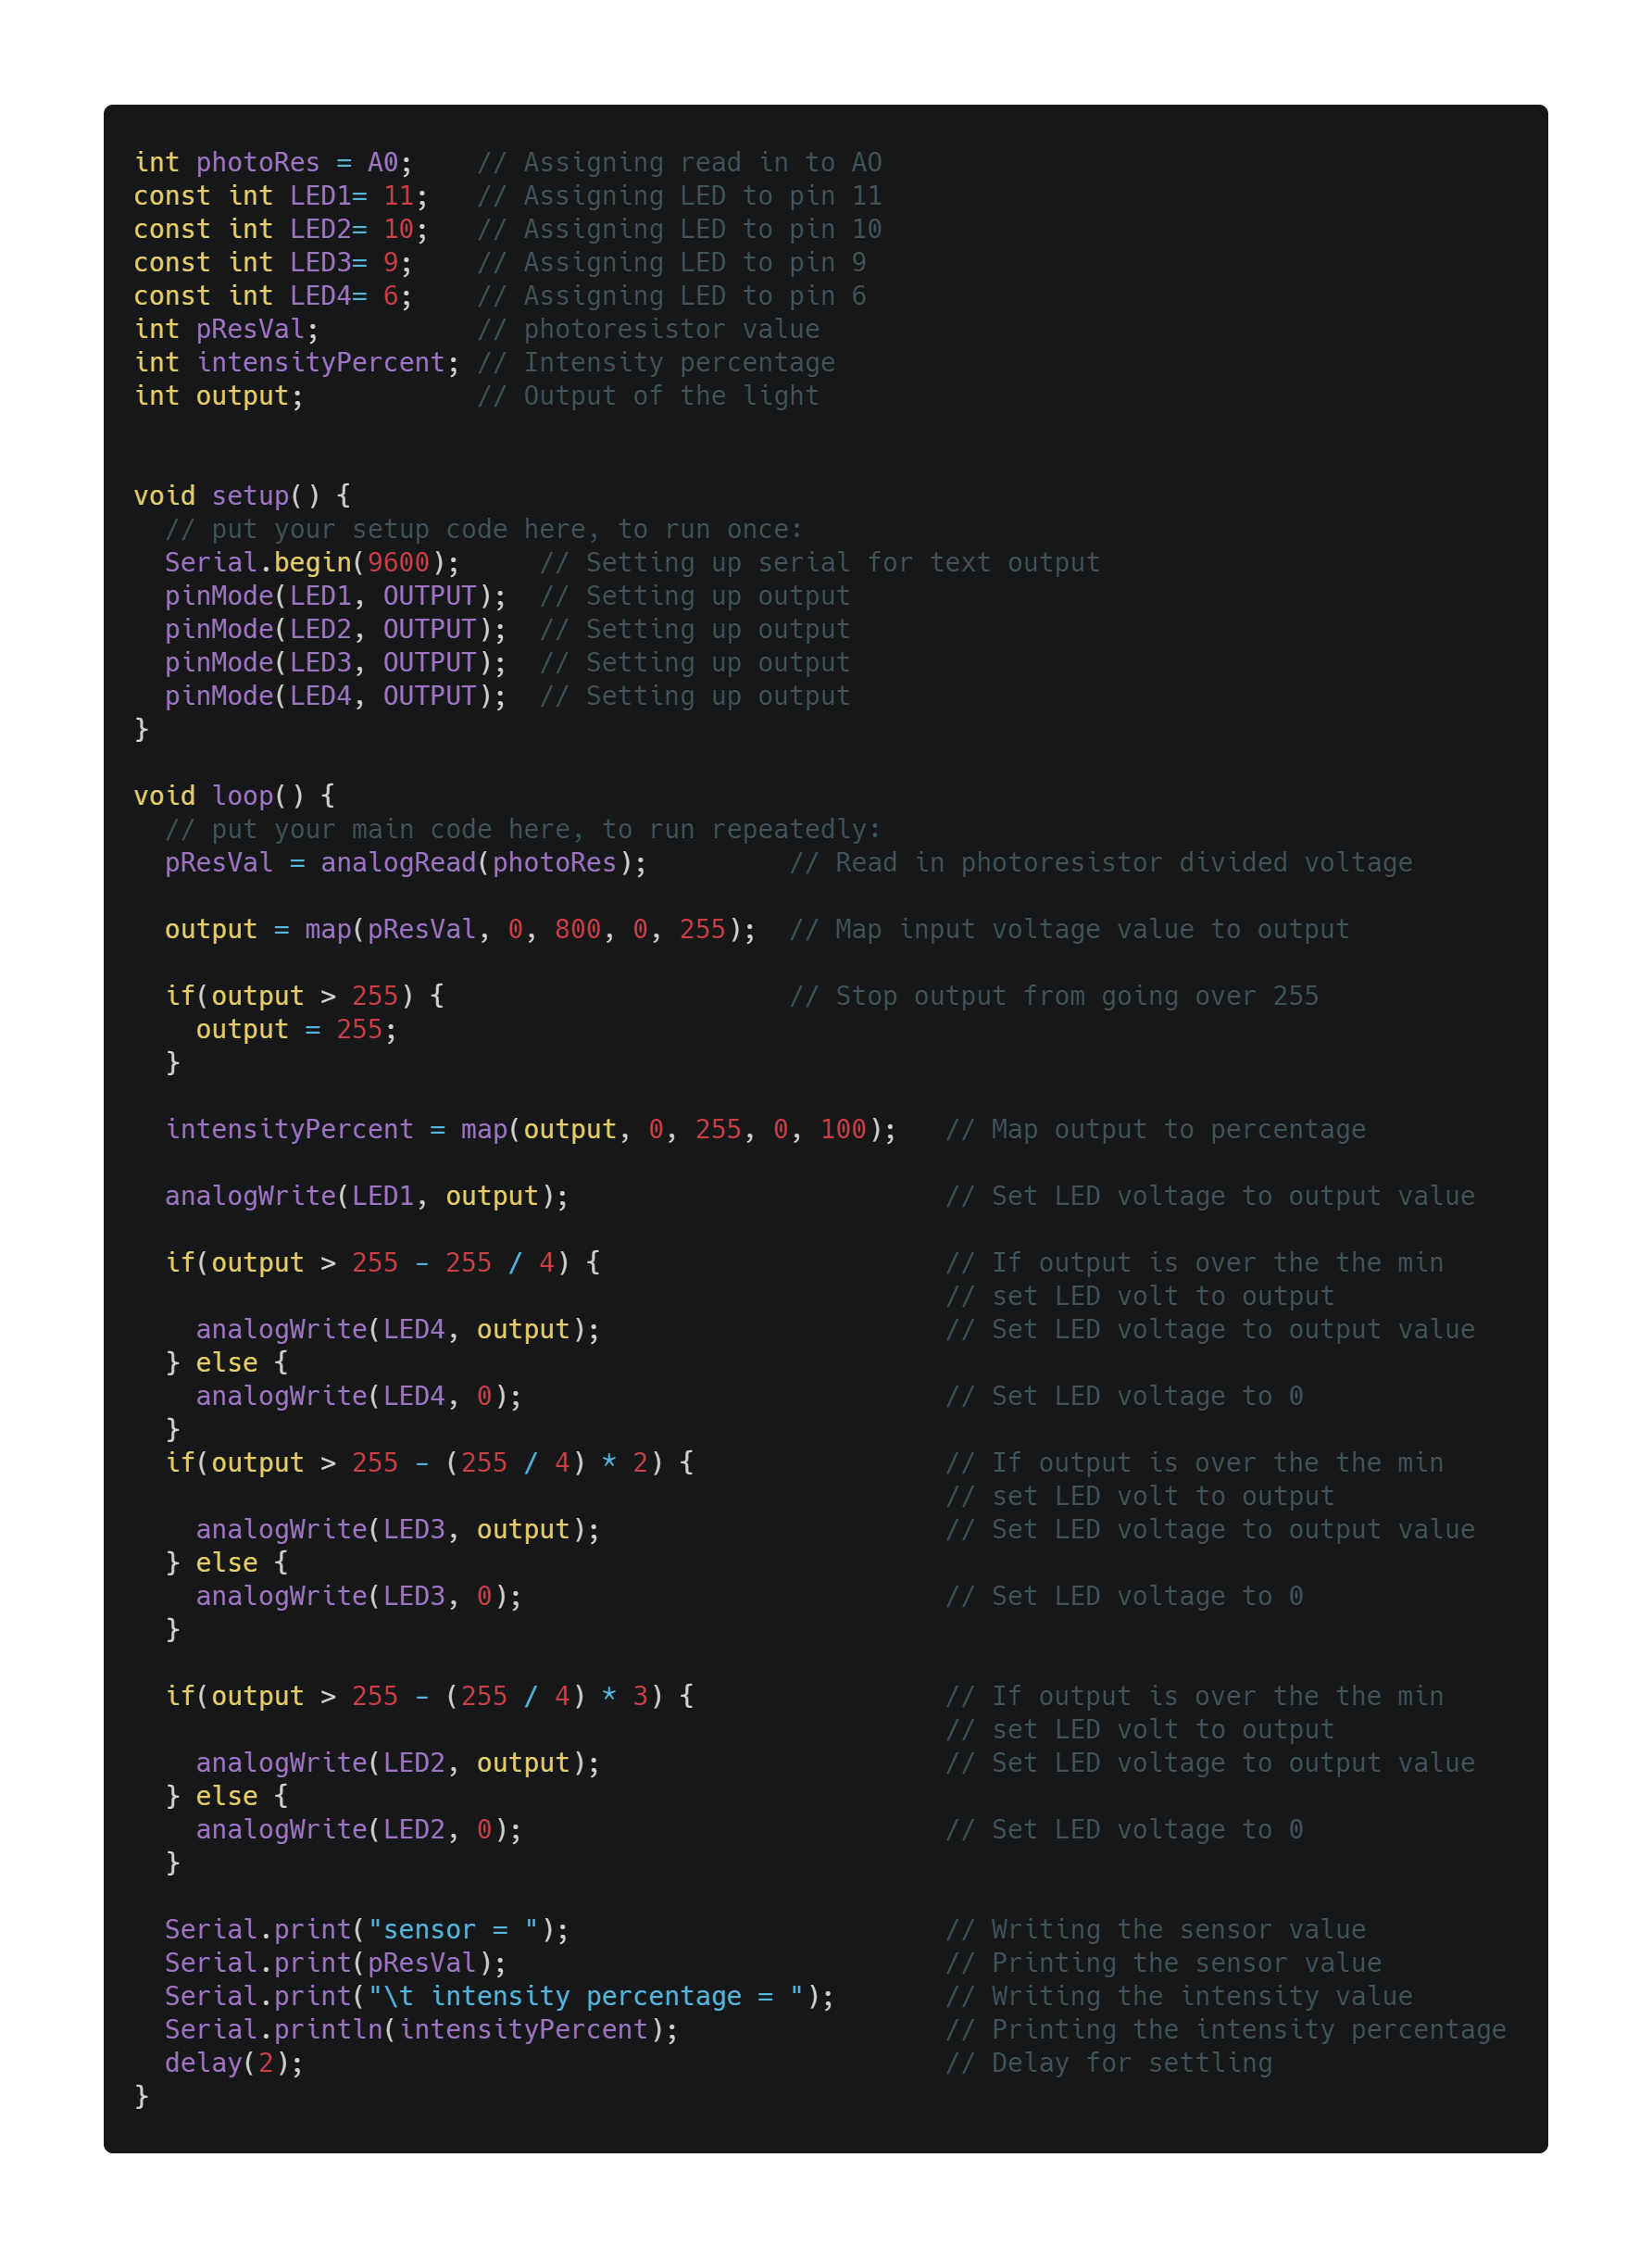 int photoRes = A0;    // Assigning read in to AO
const int LED1= 11;   // Assigning LED to pin 11
const int LED2= 10;   // Assigning LED to pin 10
const int LED3= 9;    // Assigning LED to pin 9
const int LED4= 6;    // Assigning LED to pin 6
int pResVal;          // photoresistor value
int intensityPercent; // Intensity percentage
int output;           // Output of the light
void setup() {
  // put your setup code here, to run once:
  Serial.begin(9600);     // Setting up serial for text output
  pinMode(LED1, OUTPUT);  // Setting up output
  pinMode(LED2, OUTPUT);  // Setting up output
  pinMode(LED3, OUTPUT);  // Setting up output
  pinMode(LED4, OUTPUT);  // Setting up output
}
void loop() {
  // put your main code here, to run repeatedly:
  pResVal = analogRead(photoRes);         // Read in photoresistor divided voltage
  output = map(pResVal, 0, 800, 0, 255);  // Map input voltage value to output
  if(output > 255) {                      // Stop output from going over 255
    output = 255;
  }
  intensityPercent = map(output, 0, 255, 0, 100);   // Map output to percentage
  analogWrite(LED1, output);                        // Set LED voltage to output value
  if(output > 255 - 255 / 4) {                      // If output is over the the min
                                                    // set LED volt to output
    analogWrite(LED4, output);                      // Set LED voltage to output value
  } else {
    analogWrite(LED4, 0);                           // Set LED voltage to 0
  }
  if(output > 255 - (255 / 4) * 2) {                // If output is over the the min
                                                    // set LED volt to output
    analogWrite(LED3, output);                      // Set LED voltage to output value
  } else {
    analogWrite(LED3, 0);                           // Set LED voltage to 0
  }
  if(output > 255 - (255 / 4) * 3) {                // If output is over the the min
                                                    // set LED volt to output
    analogWrite(LED2, output);                      // Set LED voltage to output value
  } else {
    analogWrite(LED2, 0);                           // Set LED voltage to 0
  }
  Serial.print("sensor = ");                        // Writing the sensor value
  Serial.print(pResVal);                            // Printing the sensor value
  Serial.print("\t intensity percentage = ");       // Writing the intensity value
  Serial.println(intensityPercent);                 // Printing the intensity percentage
  delay(2);                                         // Delay for settling
}